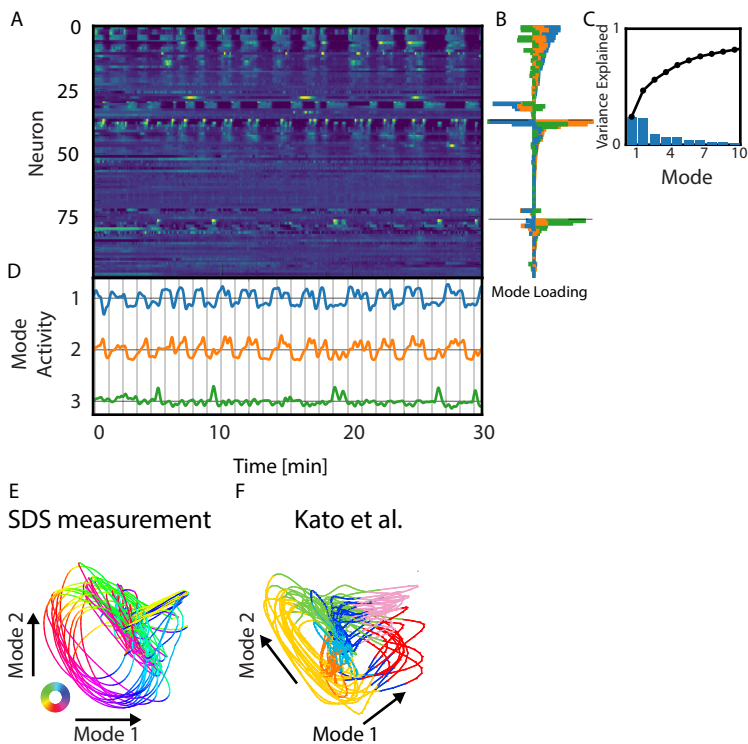 A
B
C
0
25
50
75
Neuron
Mode Loading
1
0
Variance Explained
1
4
7
10
Mode
D
1
2
3
Mode
Activity
0
10
20
30
Time [min]
E
F
SDS measurement
Kato et al.
Mode 2
Mode 1
Mode 2
Mode 1